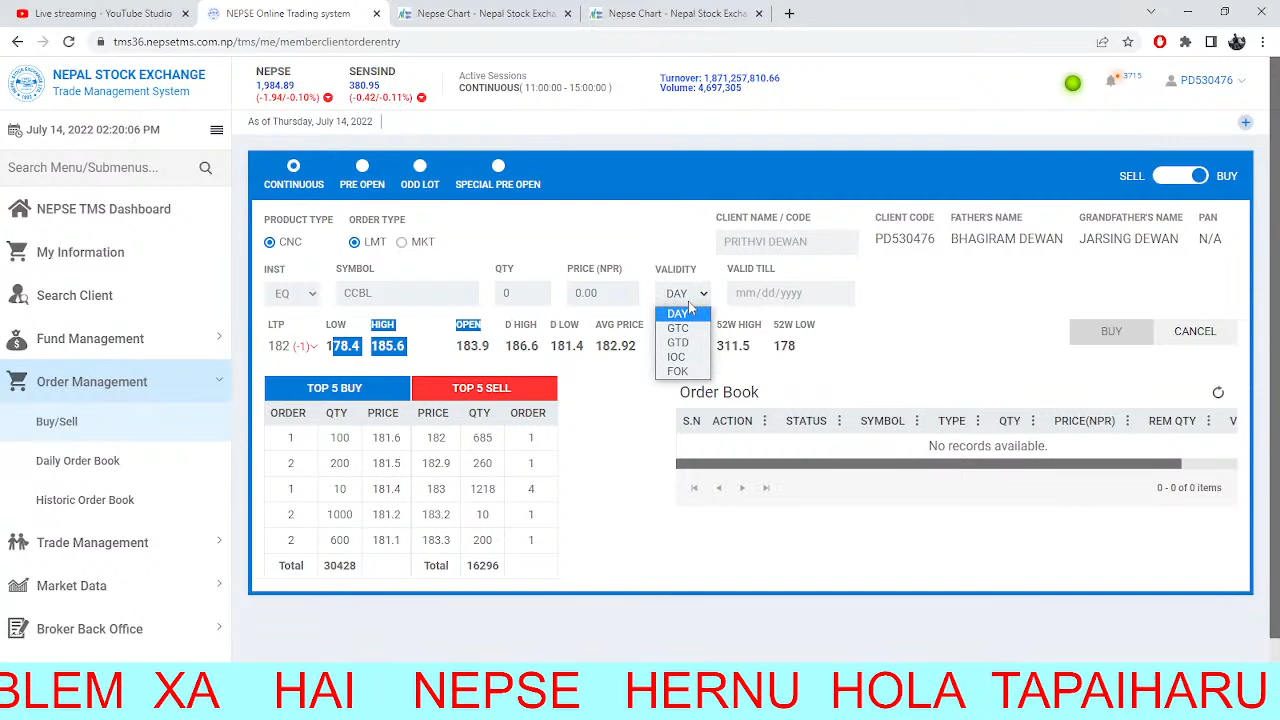 Live streaming - YouTube Studio
NEPSE Online Trading system
Nepse Chart - Nepal Stock Excha
Nepse Chart - Nepal Stock Excha
tms36.nepsetms.com.np/tms/me/memberclientorderentry
NEPAL STOCK EXCHANGE
Trade Management System
NEPSE
1,984.89
(-1.94/-0.10%)
SENSIND
380.95
(-0.42/-0.11%)
Active Sessions
CONTINUOUS( 11:00:00 - 15:00:00 )
Turnover: 1,871,257,810.66
Volume: 4,697,305
3715
PD530476
July 14, 2022 02:20:06 PM
As of Thursday, July 14, 2022
Search Menu/Submenus...
NEPSE TMS Dashboard
My Information
Search Client
Fund Management
Order Management
Buy/Sell
Daily Order Book
Historic Order Book
Trade Management
Market Data
Broker Back Office
CONTINUOUS PRE OPEN ODD LOT SPECIAL PRE OPEN
SELL BUY
PRODUCT TYPE ORDER TYPE
CNC LMT MKT
CLIENT NAME / CODE CLIENT CODE FATHER'S NAME GRANDFATHER'S NAME PAN
PRITHVI DEWAN PD530476 BHAGIRAM DEWAN JARSING DEWAN N/A
INST SYMBOL QTY PRICE (NPR) VALIDITY VALID TILL
EQ CCBL 0 0.00 DAY mm/dd/yyyy
DAY
GTC
GTD
IOC
FOK
LTP LOW HIGH OPEN D HIGH D LOW AVG PRICE 52W HIGH 52W LOW
182 (-1) 178.4 185.6 183.9 186.6 181.4 182.92 311.5 178
BUY CANCEL
TOP 5 BUY TOP 5 SELL
ORDER QTY PRICE PRICE QTY ORDER
1 100 181.6 182 685 1
2 200 181.5 182.9 260 1
1 10 181.4 183 1218 4
2 1000 181.2 183.2 10 1
2 600 181.1 183.3 200 1
Total 30428 Total 16296
Order Book
S.N ACTION STATUS SYMBOL TYPE QTY PRICE(NPR) REM QTY V
No records available.
0 - 0 of 0 items
BLEM XA HAI NEPSE HERNU HOLA TAPAIHARU